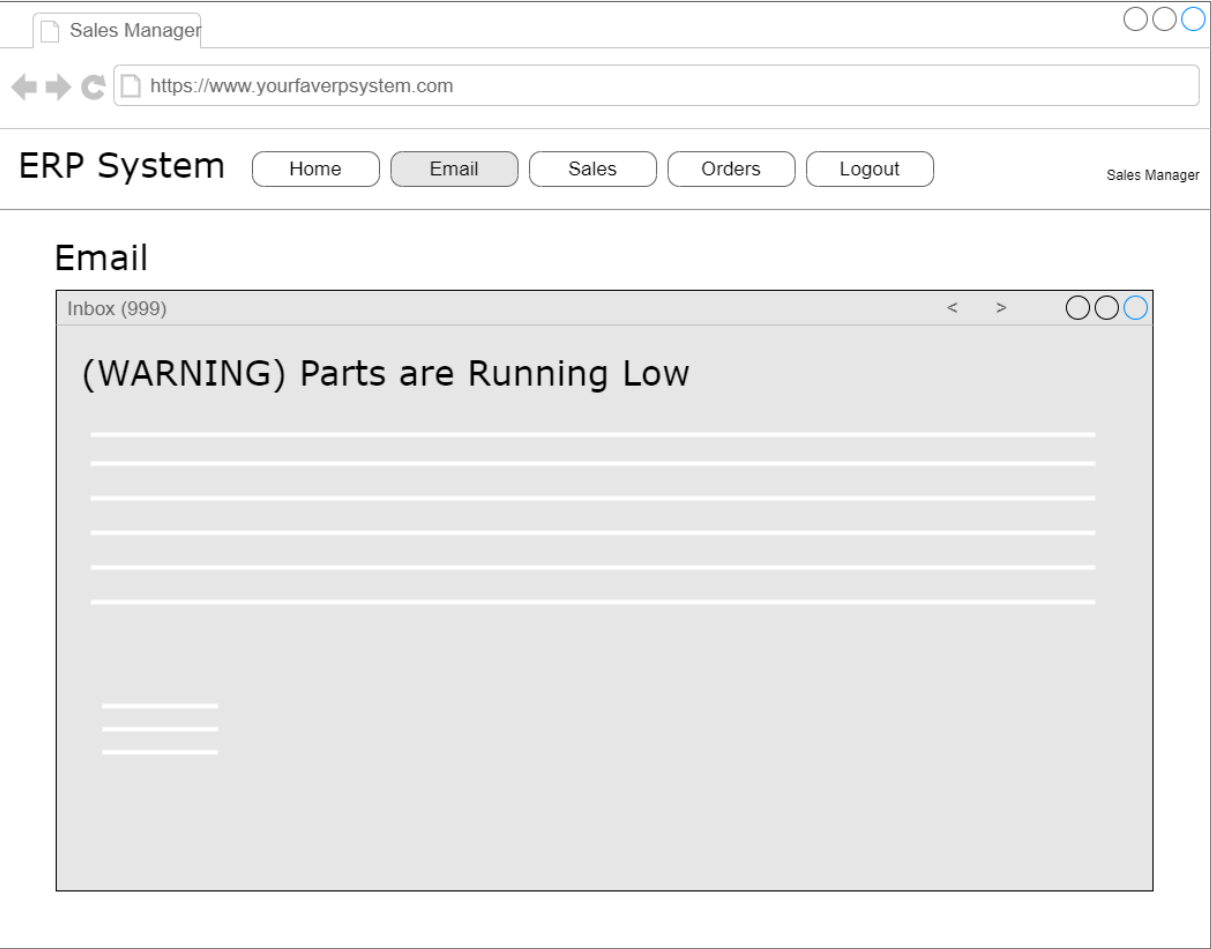 Sales Manager
https://www.yourfaverpsystem.com
ERP System Home Email Sales Orders Logout Sales Manager
Email
Inbox (999) < >
(WARNING) Parts are Running Low